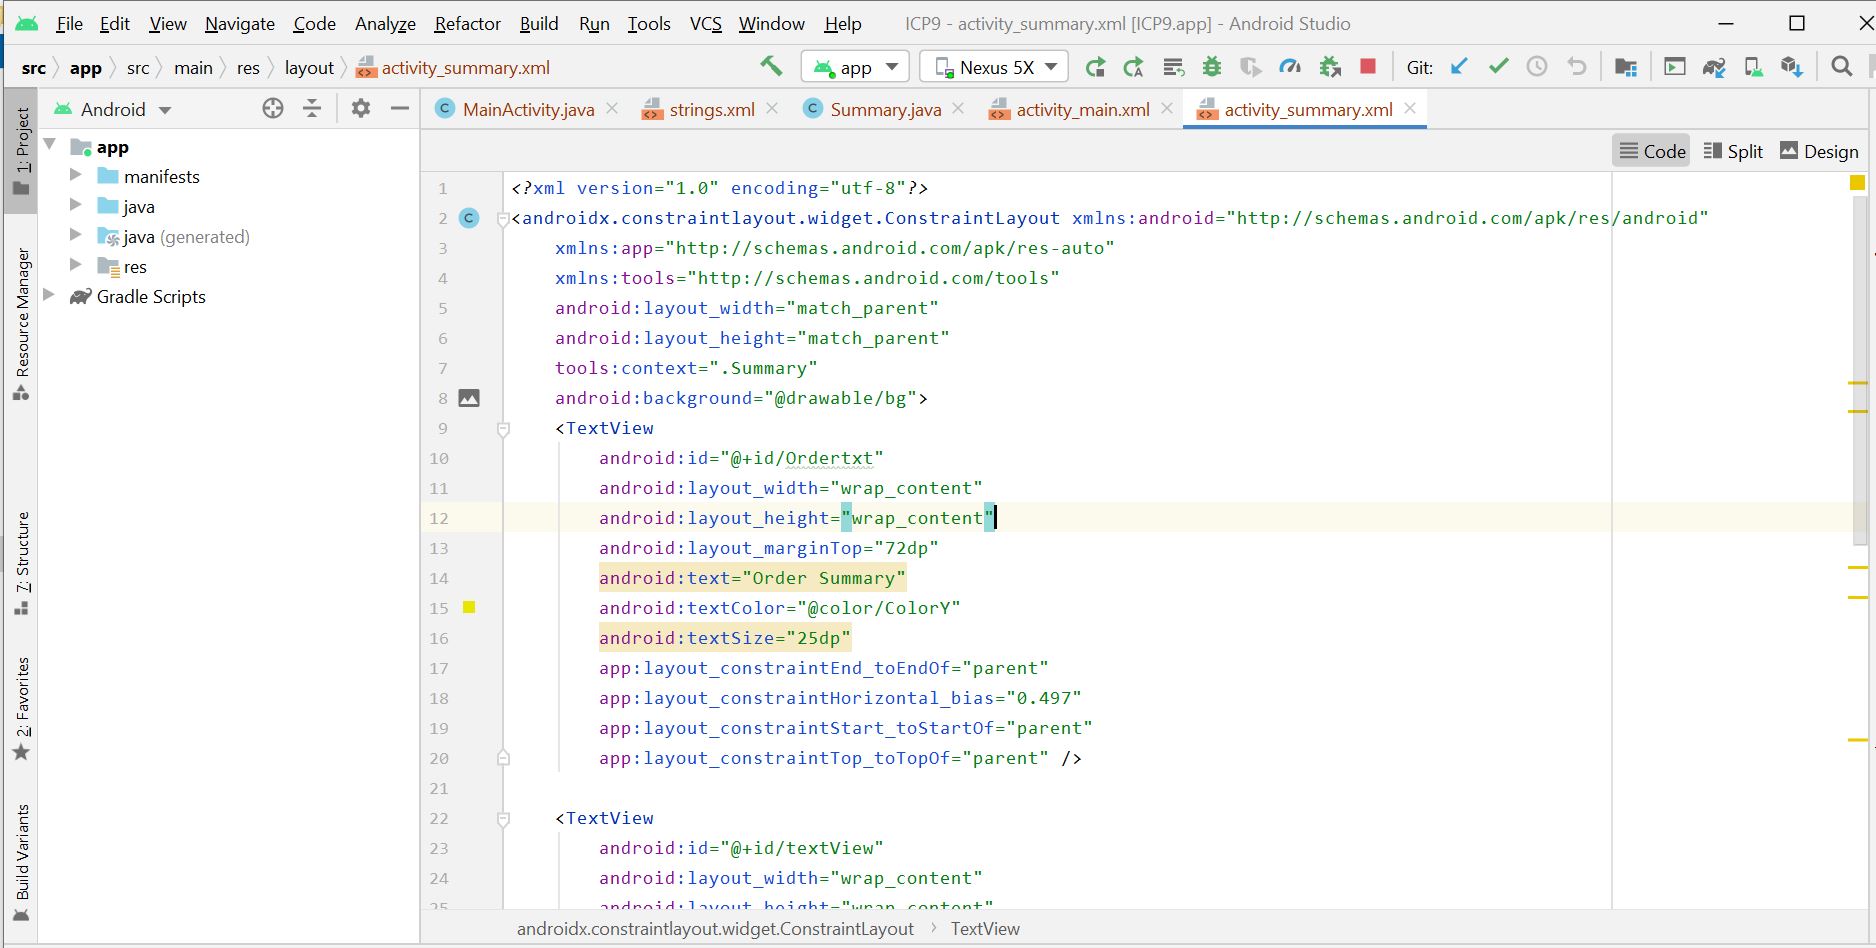 File Edit View Navigate Code Analyze Refactor Build Run Tools VCS Window Help ICP9 - activity_summary.xml [ICP9.app] - Android Studio
src app src main res layout activity_summary.xml app Nexus 5X Git:
Android MainActivity.java strings.xml Summary.java activity_main.xml activity_summary.xml
Code Split Design
1: Project
Resource Manager
7: Structure
2: Favorites
Build Variants
app
manifests
java
java (generated)
res
Gradle Scripts
1 <?xml version="1.0" encoding="utf-8"?>
2 <androidx.constraintlayout.widget.ConstraintLayout xmlns:android="http://schemas.android.com/apk/res/android"
3 xmlns:app="http://schemas.android.com/apk/res-auto"
4 xmlns:tools="http://schemas.android.com/tools"
5 android:layout_width="match_parent"
6 android:layout_height="match_parent"
7 tools:context=".Summary"
8 android:background="@drawable/bg">
9 <TextView
10 android:id="@+id/Ordertxt"
11 android:layout_width="wrap_content"
12 android:layout_height="wrap_content"
13 android:layout_marginTop="72dp"
14 android:text="Order Summary"
15 android:textColor="@color/ColorY"
16 android:textSize="25dp"
17 app:layout_constraintEnd_toEndOf="parent"
18 app:layout_constraintHorizontal_bias="0.497"
19 app:layout_constraintStart_toStartOf="parent"
20 app:layout_constraintTop_toTopOf="parent" />
21
22 <TextView
23 android:id="@+id/textView"
24 android:layout_width="wrap_content"
25 android:layout_height="wrap_content"
androidx.constraintlayout.widget.ConstraintLayout TextView